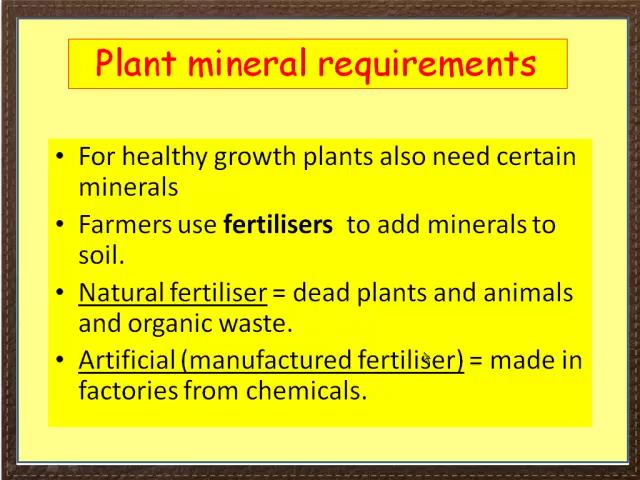 Plant mineral requirements
• For healthy growth plants also need certain
minerals
• Farmers use fertilisers to add minerals to
soil.
• Natural fertiliser = dead plants and animals
and organic waste.
• Artificial (manufactured fertiliser) = made in
factories from chemicals.